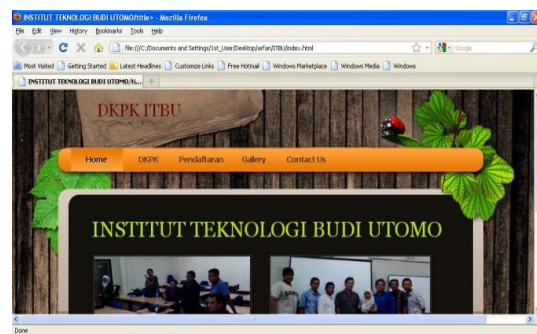 INSTITUT TEKNOLOGI BUDI UTOMO/title> - Mozilla Firefox
File Edit View History Bookmarks Tools Help
file:///C:/Documents and Settings/1st_User/Desktop/arfan/ITBU/index.html
Google
Most Visited Getting Started Latest Headlines Customize Links Free Hotmail Windows Marketplace Windows Media Windows
INSTITUT TEKNOLOGI BUDI UTOMO/ti...
DKPK ITBU
Home DKPK Pendaftaran Gallery Contact Us
INSTITUT TEKNOLOGI BUDI UTOMO
Done